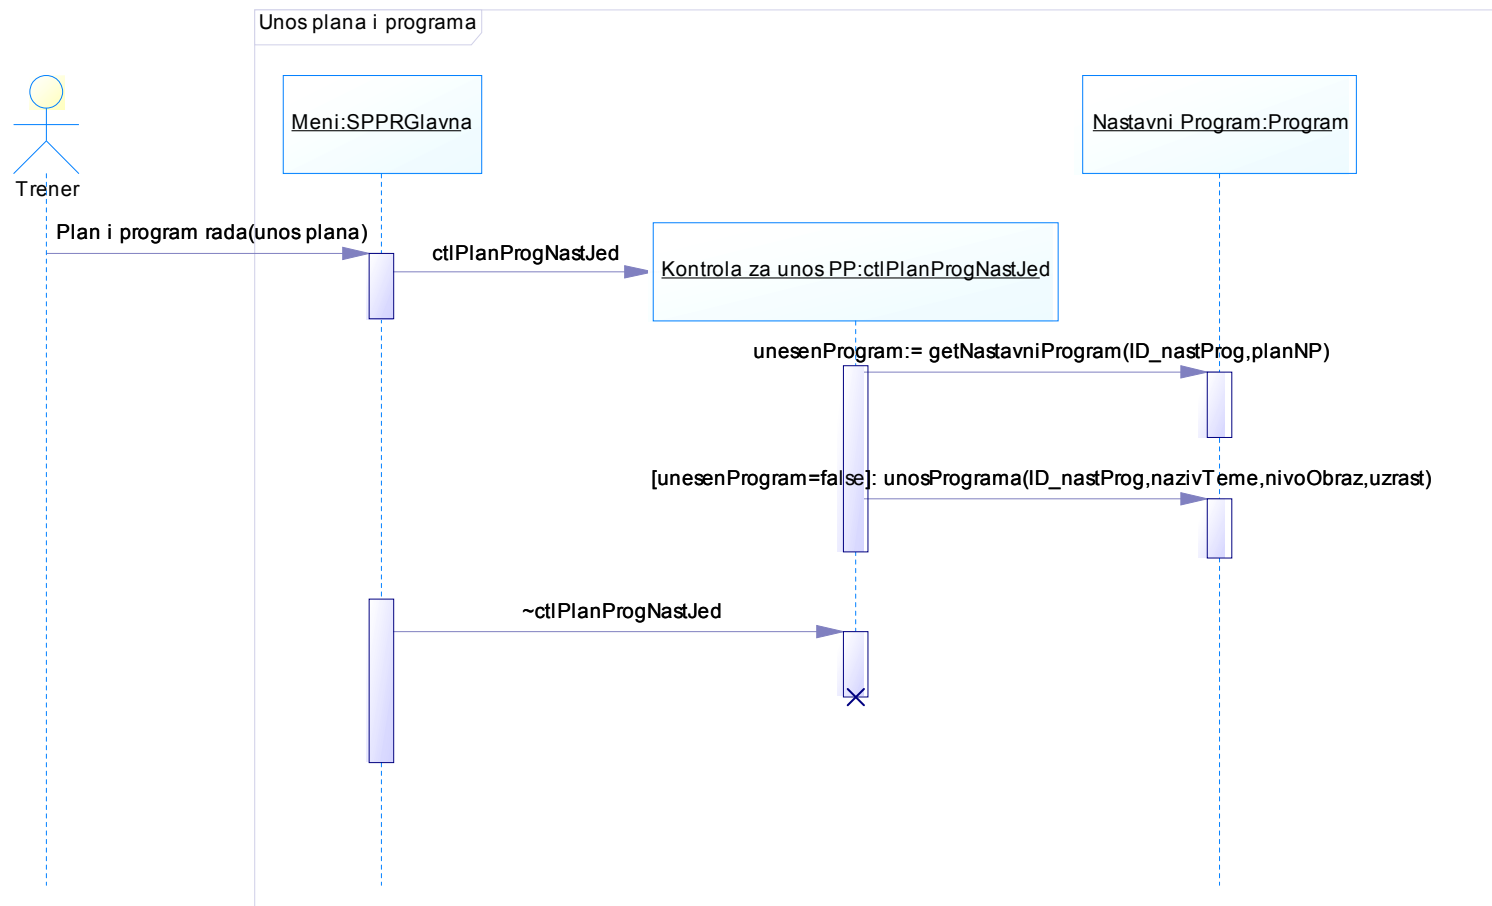 Unos plana i programa
Meni:SPPRGlavna
Nastavni Program:Program
Trener
Plan i program rada(unos plana)
ctlPlanProgNastJed
Kontrola za unos PP:ctlPlanProgNastJed
unesenProgram:= getNastavniProgram(ID_nastProg,planNP)
[unesenProgram=false]: unosPrograma(ID_nastProg,nazivTeme,nivoObraz,uzrast)
~ctlPlanProgNastJed